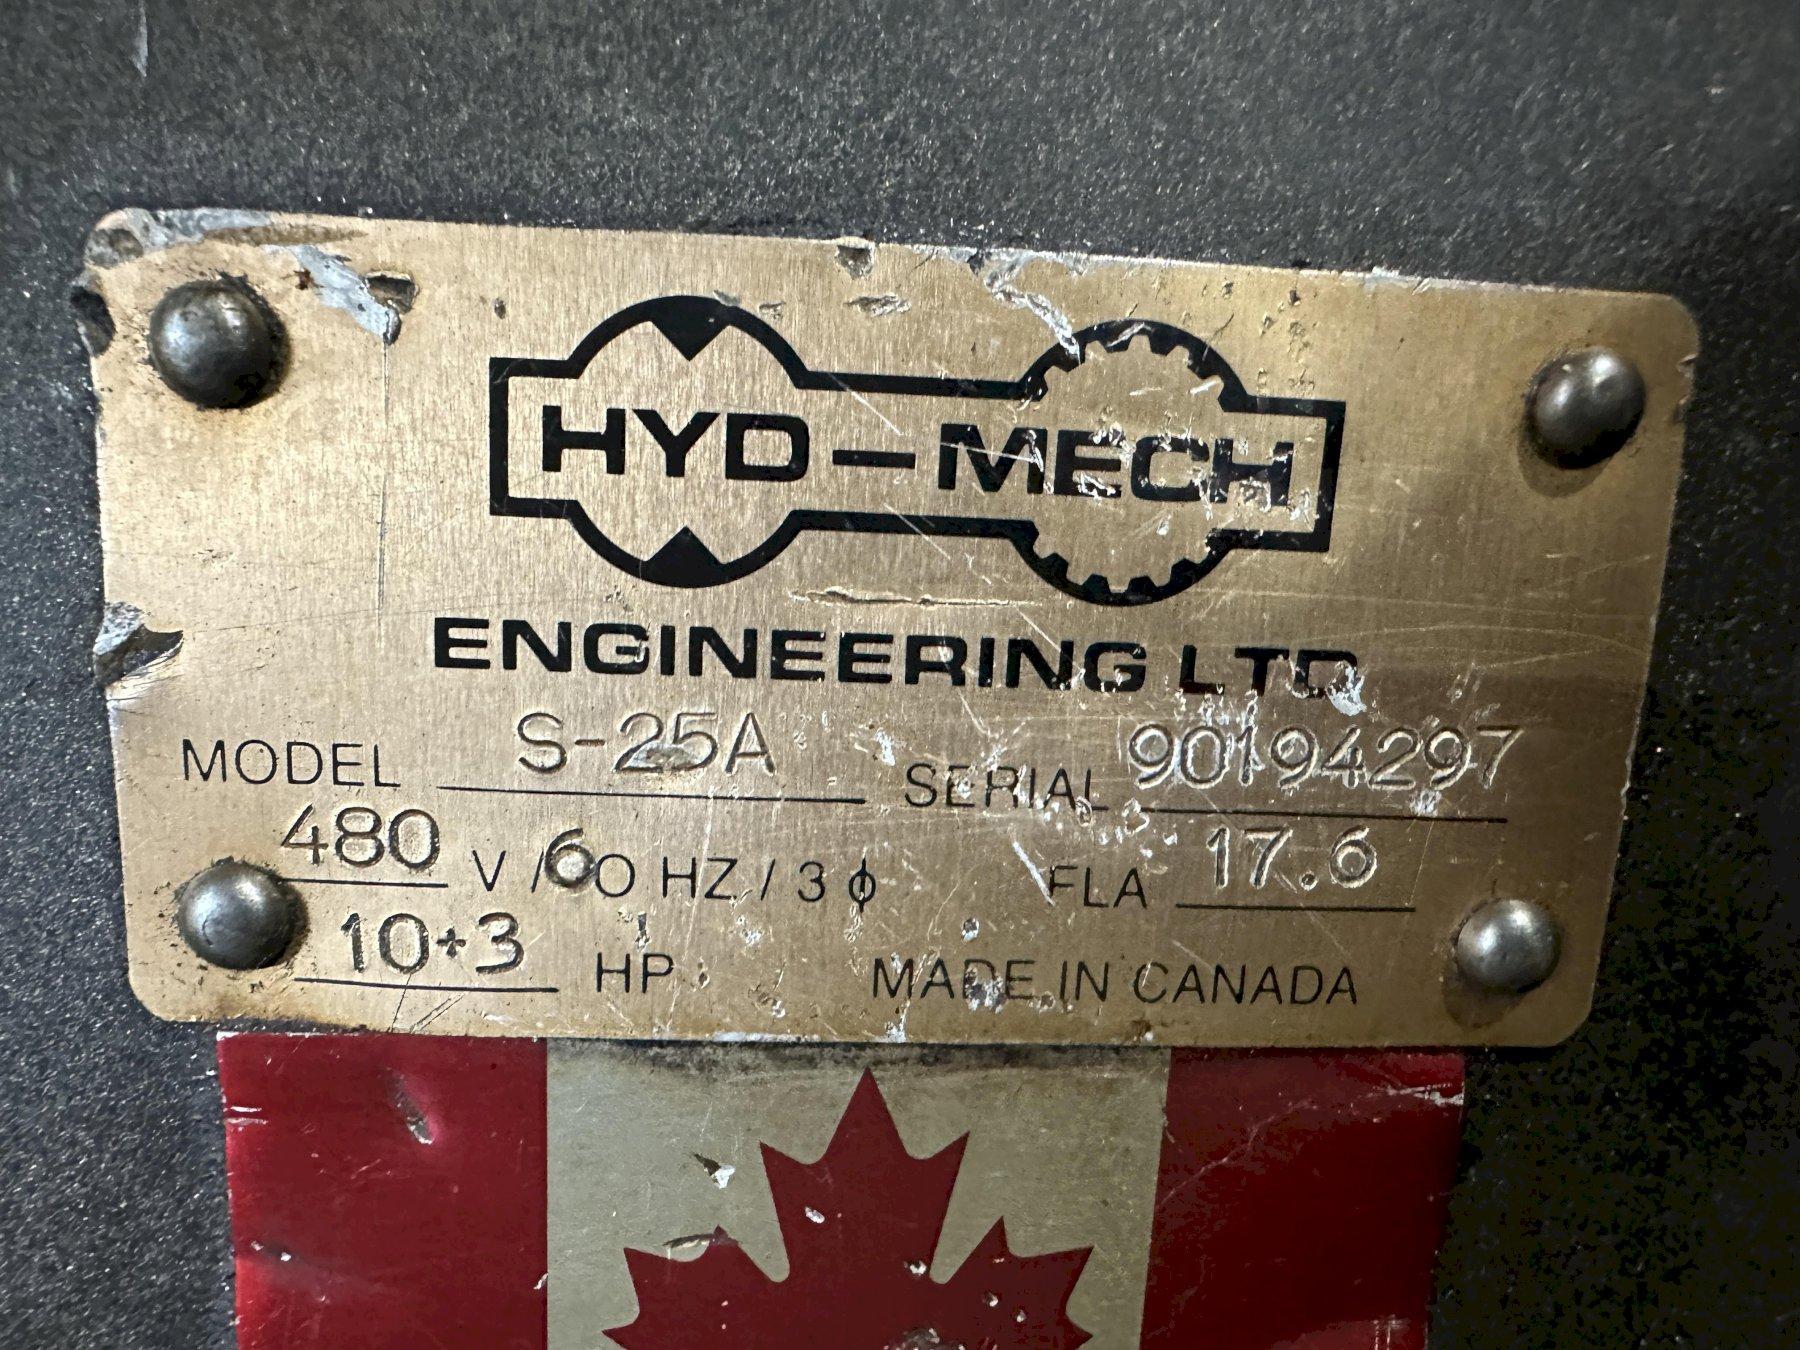 HYD-MECH
ENGINEERING LTD.
MODEL S-25A SERIAL 90194297
480 V/60 HZ/3 ϕ FLA 17.6
10+3 HP MADE IN CANADA